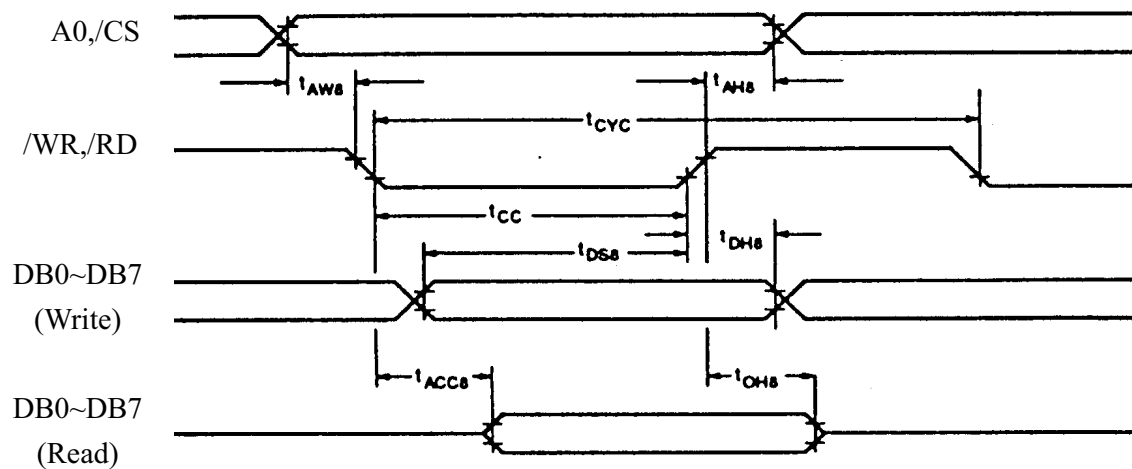 A0,/CS
tAW8
tAH8
tCYC
/WR,/RD
tCC
tDH8
tDS8
DB0~DB7
(Write)
tACC8
tOH8
DB0~DB7
(Read)